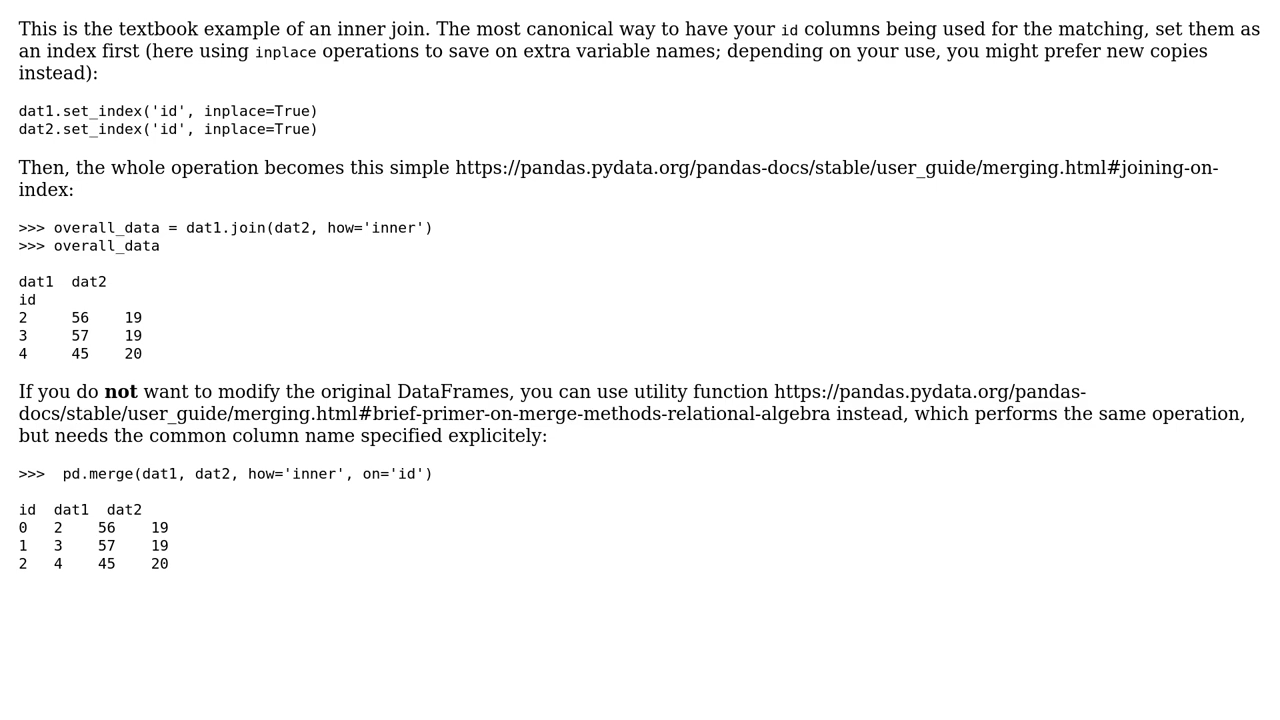 This is the textbook example of an inner join. The most canonical way to have your id columns being used for the matching, set them as
an index first (here using inplace operations to save on extra variable names; depending on your use, you might prefer new copies
instead):
dat1.set_index('id', inplace=True)
dat2.set_index('id', inplace=True)
Then, the whole operation becomes this simple https://pandas.pydata.org/pandas-docs/stable/user_guide/merging.html#joining-on-
index:
>>> overall_data = dat1.join(dat2, how='inner')
>>> overall_data
dat1  dat2
id
2     56    19
3     57    19
4     45    20
If you do not want to modify the original DataFrames, you can use utility function https://pandas.pydata.org/pandas-
docs/stable/user_guide/merging.html#brief-primer-on-merge-methods-relational-algebra instead, which performs the same operation,
but needs the common column name specified explicitely:
>>>  pd.merge(dat1, dat2, how='inner', on='id')
id  dat1  dat2
0   2    56    19
1   3    57    19
2   4    45    20